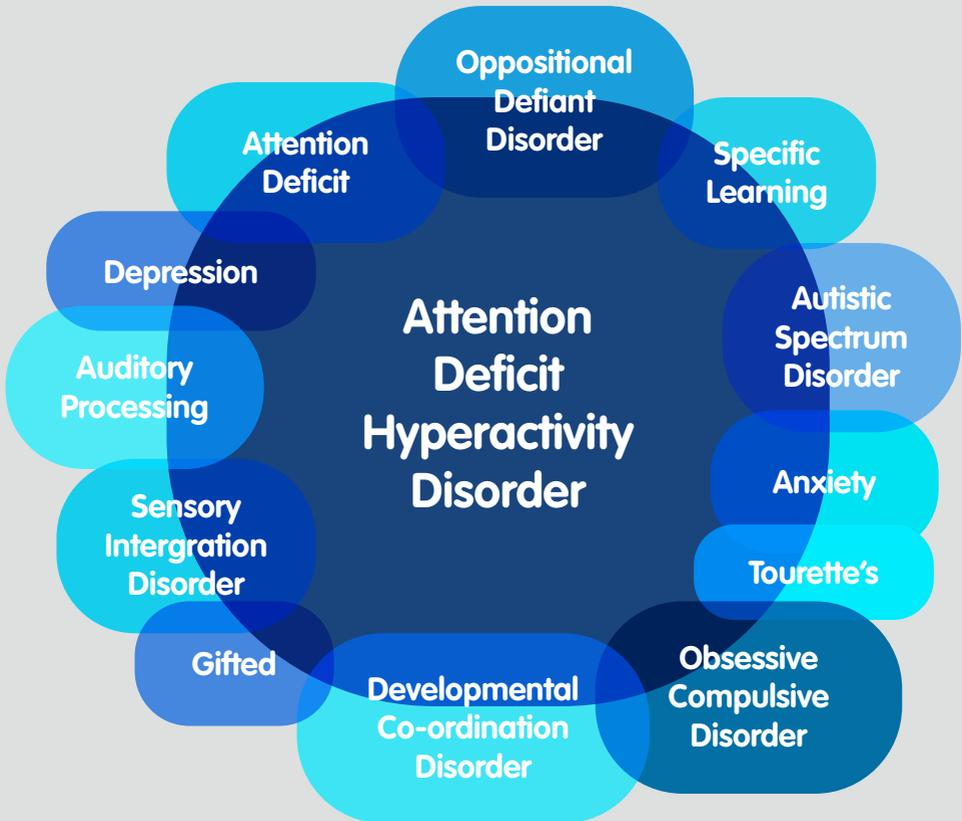 Oppositional
Defiant
Disorder
Attention
Deficit
Specific
Learning
Depression
Autistic
Spectrum
Disorder
Attention
Deficit
Hyperactivity
Disorder
Auditory
Processing
Anxiety
Sensory
Intergration
Disorder
Tourette's
Gifted
Obsessive
Compulsive
Disorder
Developmental
Co-ordination
Disorder